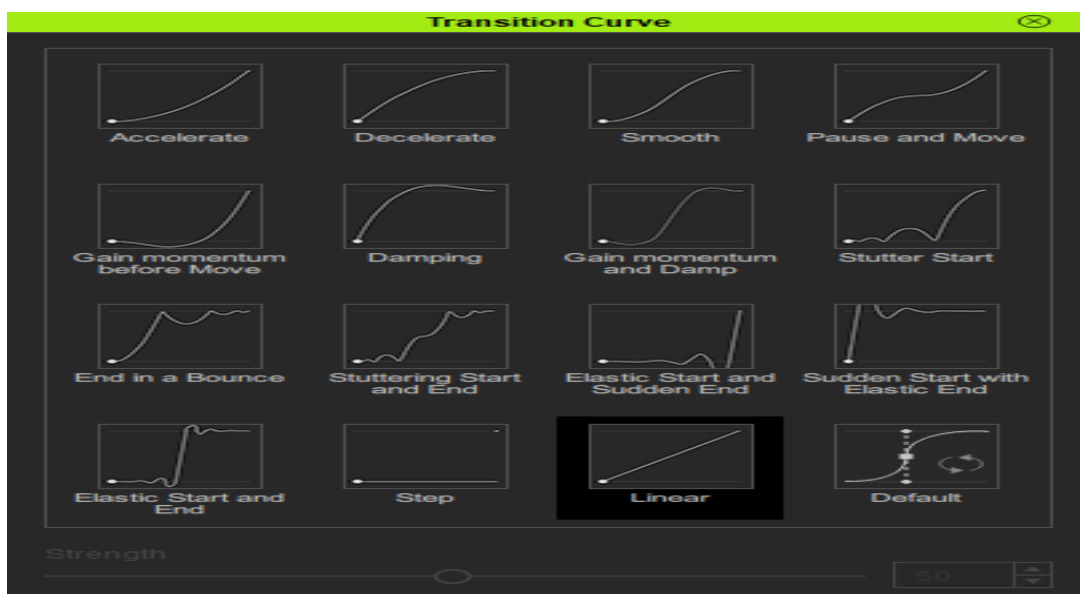 Transition Curve
Accelerate
Decelerate
Smooth
Pause and Move
Gain momentum
before Move
Damping
Gain momentum
and Damp
Stutter Start
End in a Bounce
Stuttering Start
and End
Elastic Start and
Sudden End
Sudden Start with
Elastic End
Elastic Start and
End
Step
Linear
Default
Strength
50